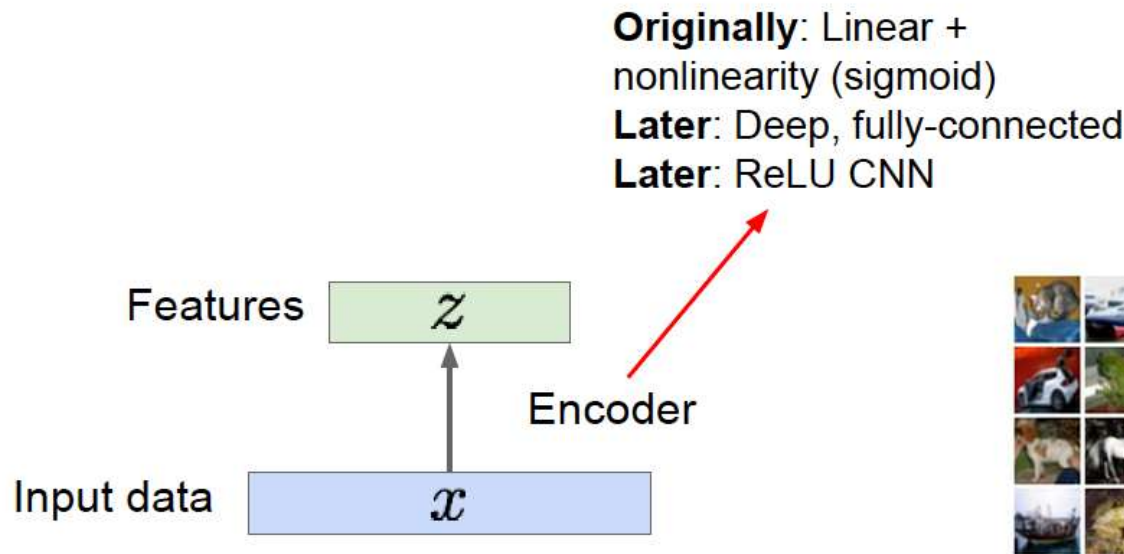 Originally: Linear +
nonlinearity (sigmoid)
Later: Deep, fully-connected
Later: ReLU CNN
Features
z
Encoder
Input data
x